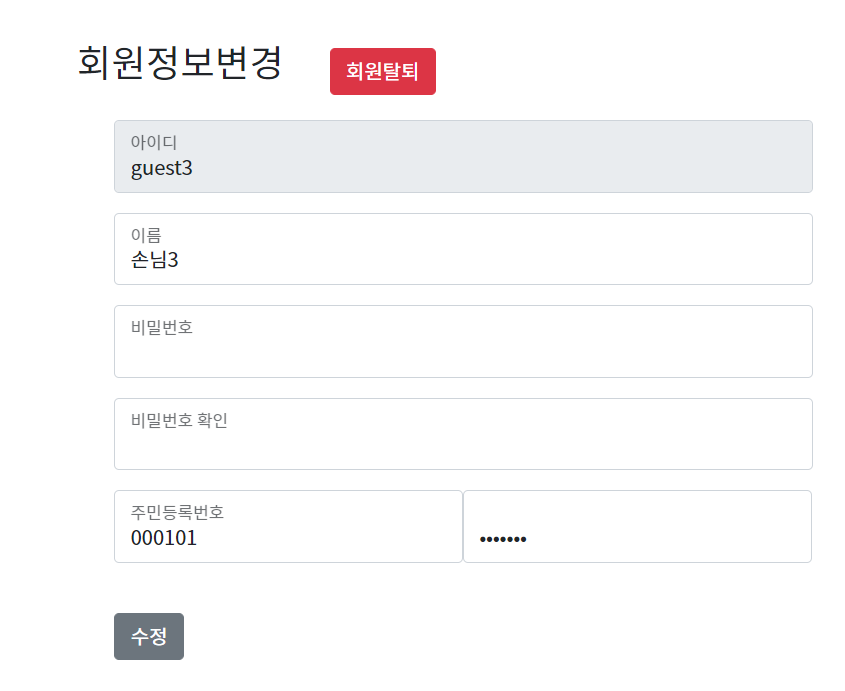 회원정보변경 회원탈퇴
아이디
guest3
이름
손님3
비밀번호
비밀번호 확인
주민등록번호
000101 •••••••
수정